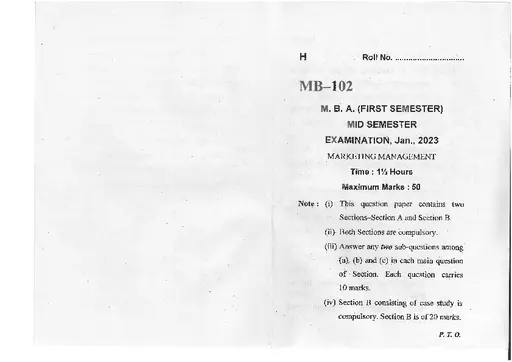 H Roll No. ..............................
MB–102
M. B. A. (FIRST SEMESTER)
MID SEMESTER
EXAMINATION, Jan., 2023
MARKETING MANAGEMENT
Time : 1½ Hours
Maximum Marks : 50
Note : (i) This question paper contains two
Sections–Section A and Section B.
(ii) Both Sections are compulsory.
(iii) Answer any two sub-questions among
(a), (b) and (c) in each main question
of Section. Each question carries
10 marks.
(iv) Section B consisting of case study is
compulsory. Section B is of 20 marks.
P. T. O.